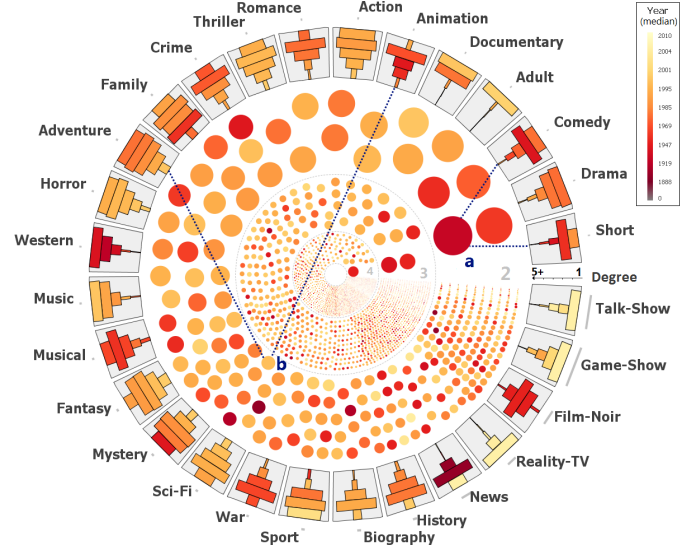 Romance
Action
Thriller
Animation
Crime
Documentary
Family
Adult
Adventure
Comedy
Horror
Drama
Western
Short
Music
Talk-Show
Musical
Game-Show
Fantasy
Film-Noir
Mystery
Reality-TV
Sci-Fi
News
War
History
Sport
Biography
Year
(median)
2010
2004
1995
1985
1969
1947
1919
1888
0
a
b
4
3
2
5+
1
Degree